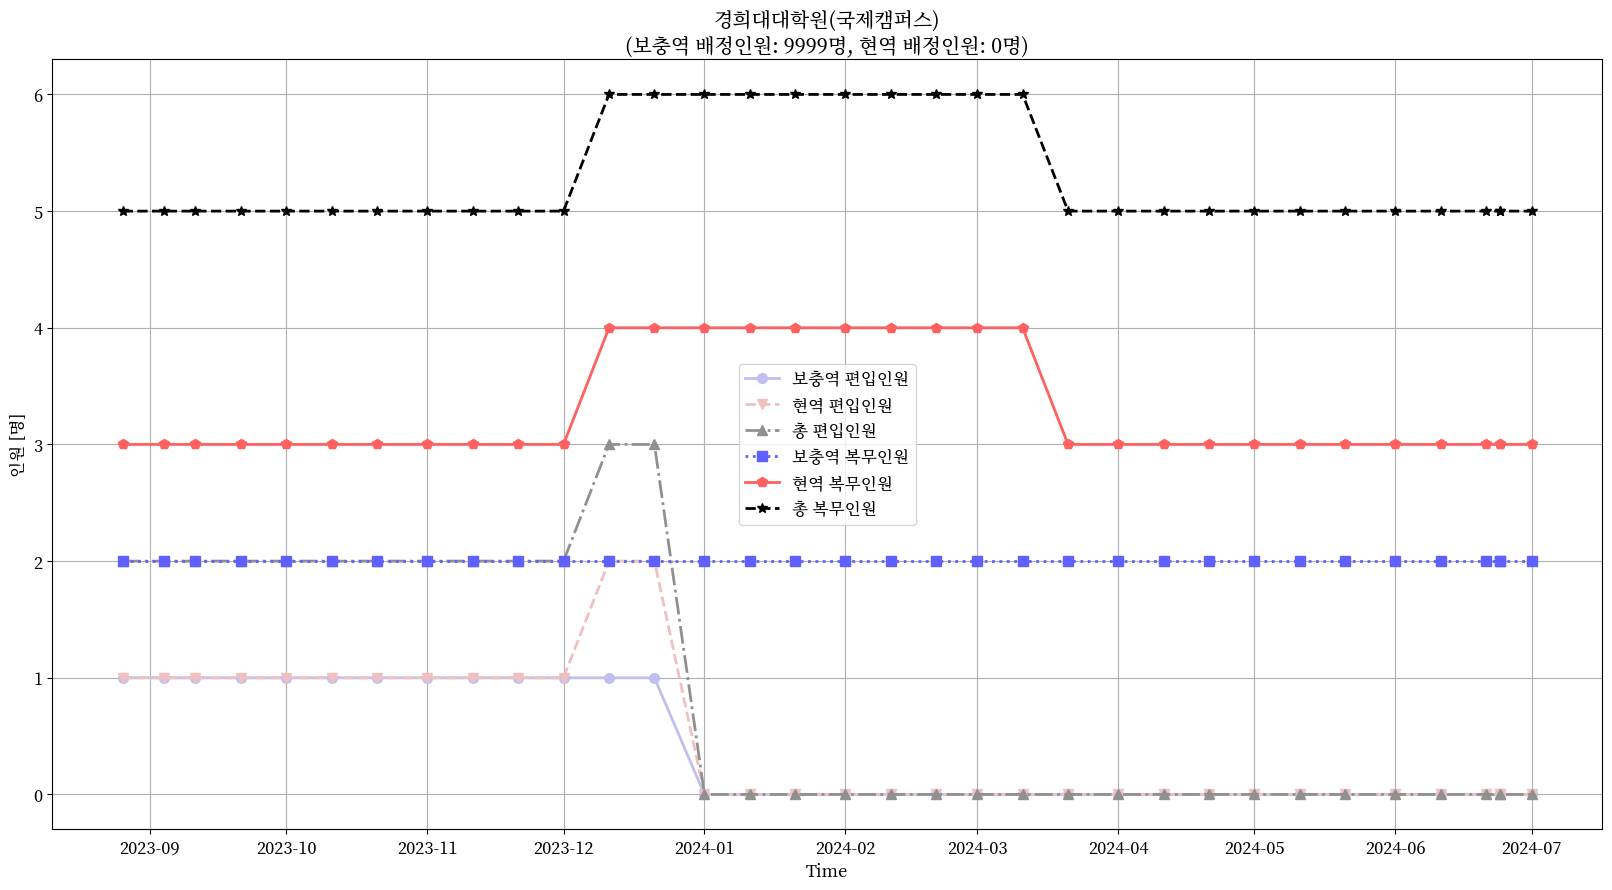 경희대대학원(국제캠퍼스)
(보충역 배정인원: 9999명, 현역 배정인원: 0명)
6
5
4
3
2
1
0
인원 [명]
보충역 편입인원
현역 편입인원
총 편입인원
보충역 복무인원
현역 복무인원
총 복무인원
2023-09 2023-10 2023-11 2023-12 2024-01 2024-02 2024-03 2024-04 2024-05 2024-06 2024-07
Time